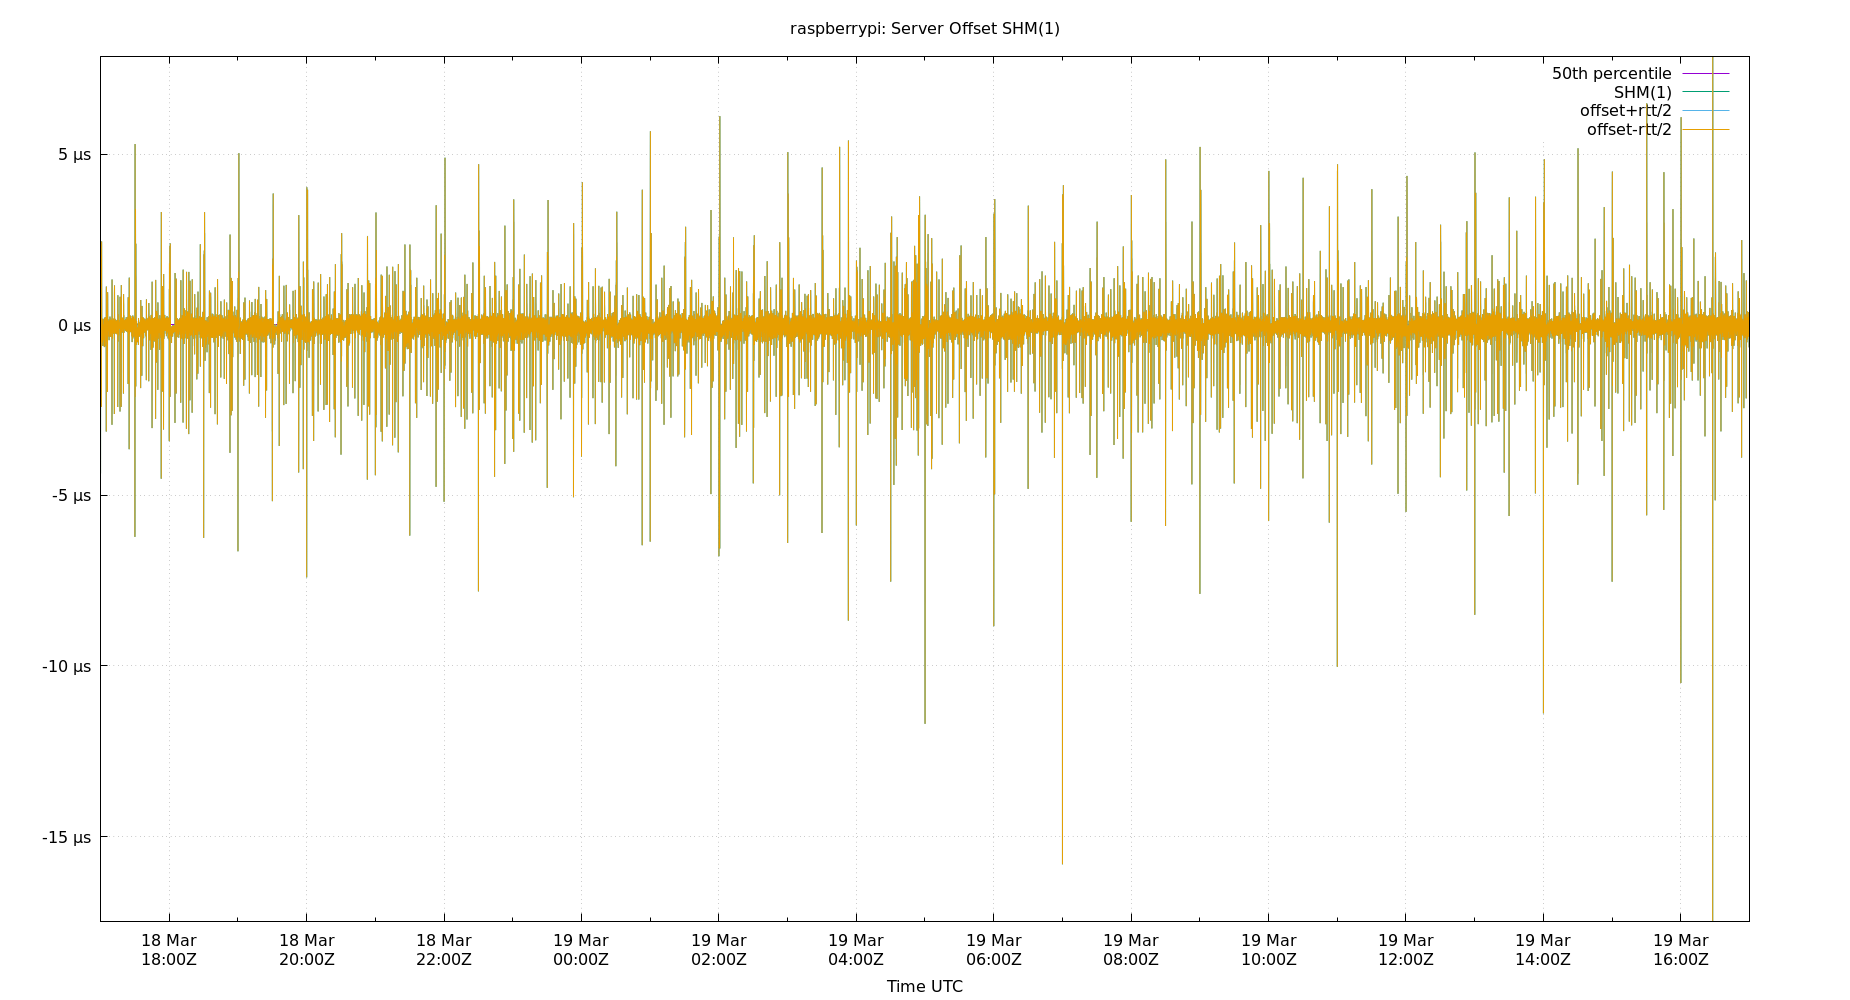 raspberrypi: Server Offset SHM(1)
50th percentile
SHM(1)
offset+rtt/2
offset-rtt/2
5 µs
0 µs
-5 µs
-10 µs
-15 µs
18 Mar 18 Mar 18 Mar 19 Mar 19 Mar 19 Mar 19 Mar 19 Mar 19 Mar 19 Mar 19 Mar 19 Mar
18:00Z 20:00Z 22:00Z 00:00Z 02:00Z 04:00Z 06:00Z 08:00Z 10:00Z 12:00Z 14:00Z 16:00Z
Time UTC